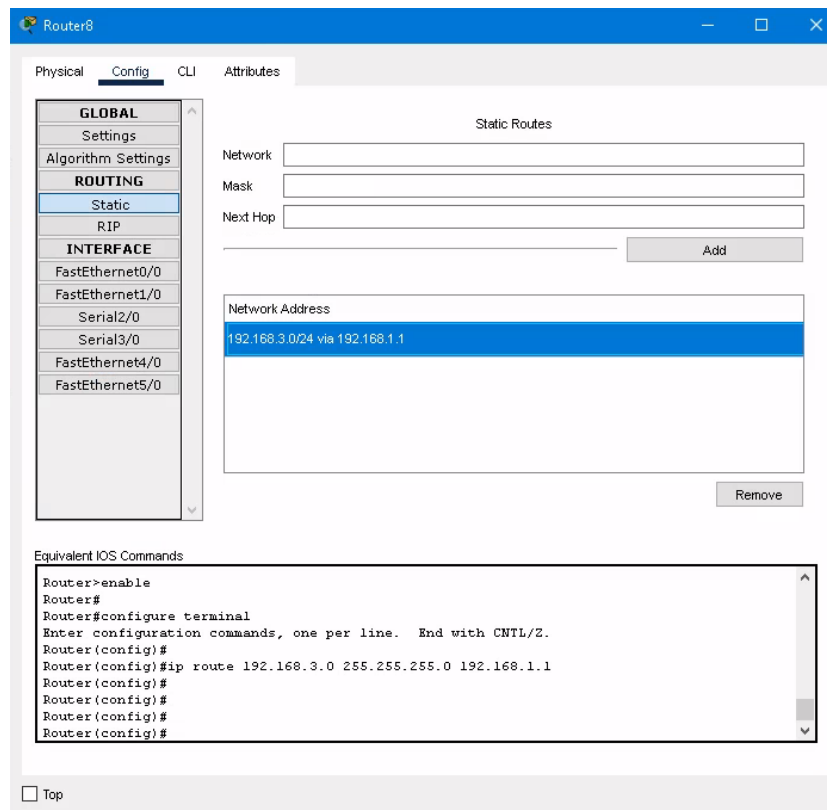 Router8
Physical Config CLI Attributes
GLOBAL
Settings
Algorithm Settings
ROUTING
Static
RIP
INTERFACE
FastEthernet0/0
FastEthernet1/0
Serial2/0
Serial3/0
FastEthernet4/0
FastEthernet5/0
Static Routes
Network
Mask
Next Hop
Add
Network Address
192.168.3.0/24 via 192.168.1.1
Remove
Equivalent IOS Commands
Router>enable
Router#
Router#configure terminal
Enter configuration commands, one per line.  End with CNTL/Z.
Router(config)#
Router(config)#ip route 192.168.3.0 255.255.255.0 192.168.1.1
Router(config)#
Router(config)#
Router(config)#
Router(config)#
Top